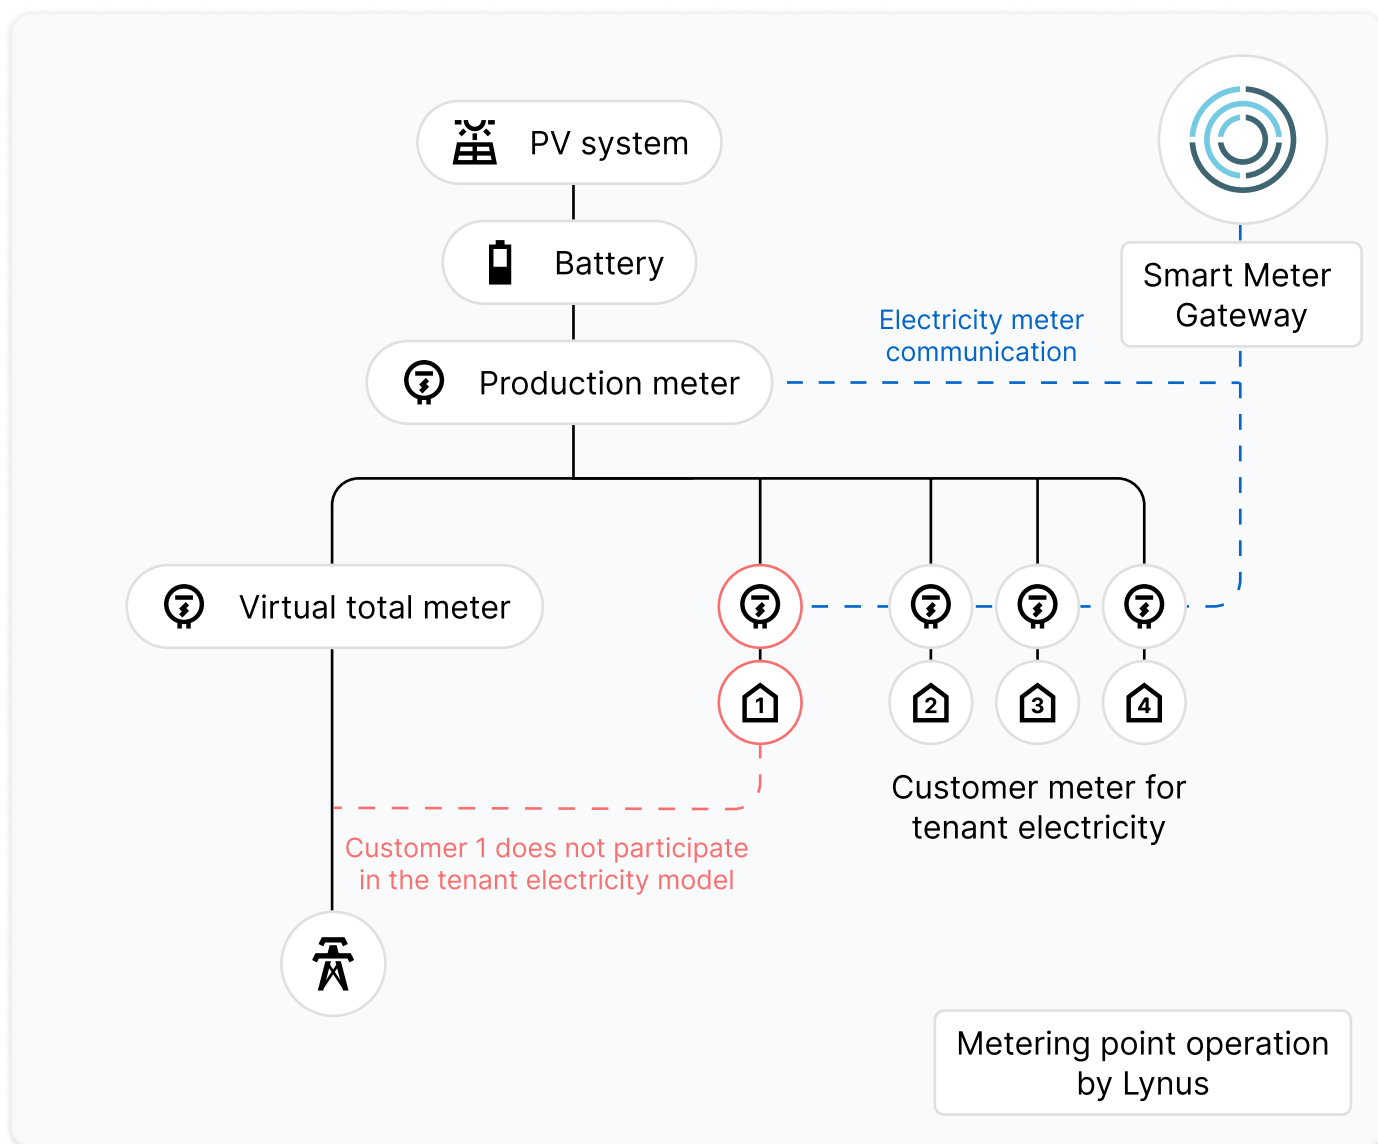 PV system
Battery
Smart Meter
Gateway
Electricity meter
communication
Production meter
Virtual total meter
1
2
3
4
Customer meter for
tenant electricity
Customer 1 does not participate
in the tenant electricity model
Metering point operation
by Lynus